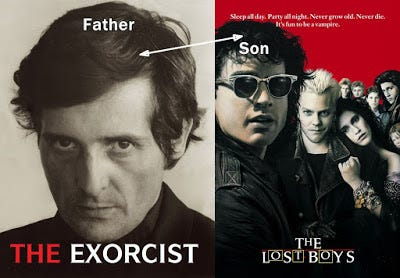 Father
Son
THE EXORCIST
Sleep all day. Party all night. Never grow old. Never die.
It's fun to be a vampire.
THE
LOST BOYS